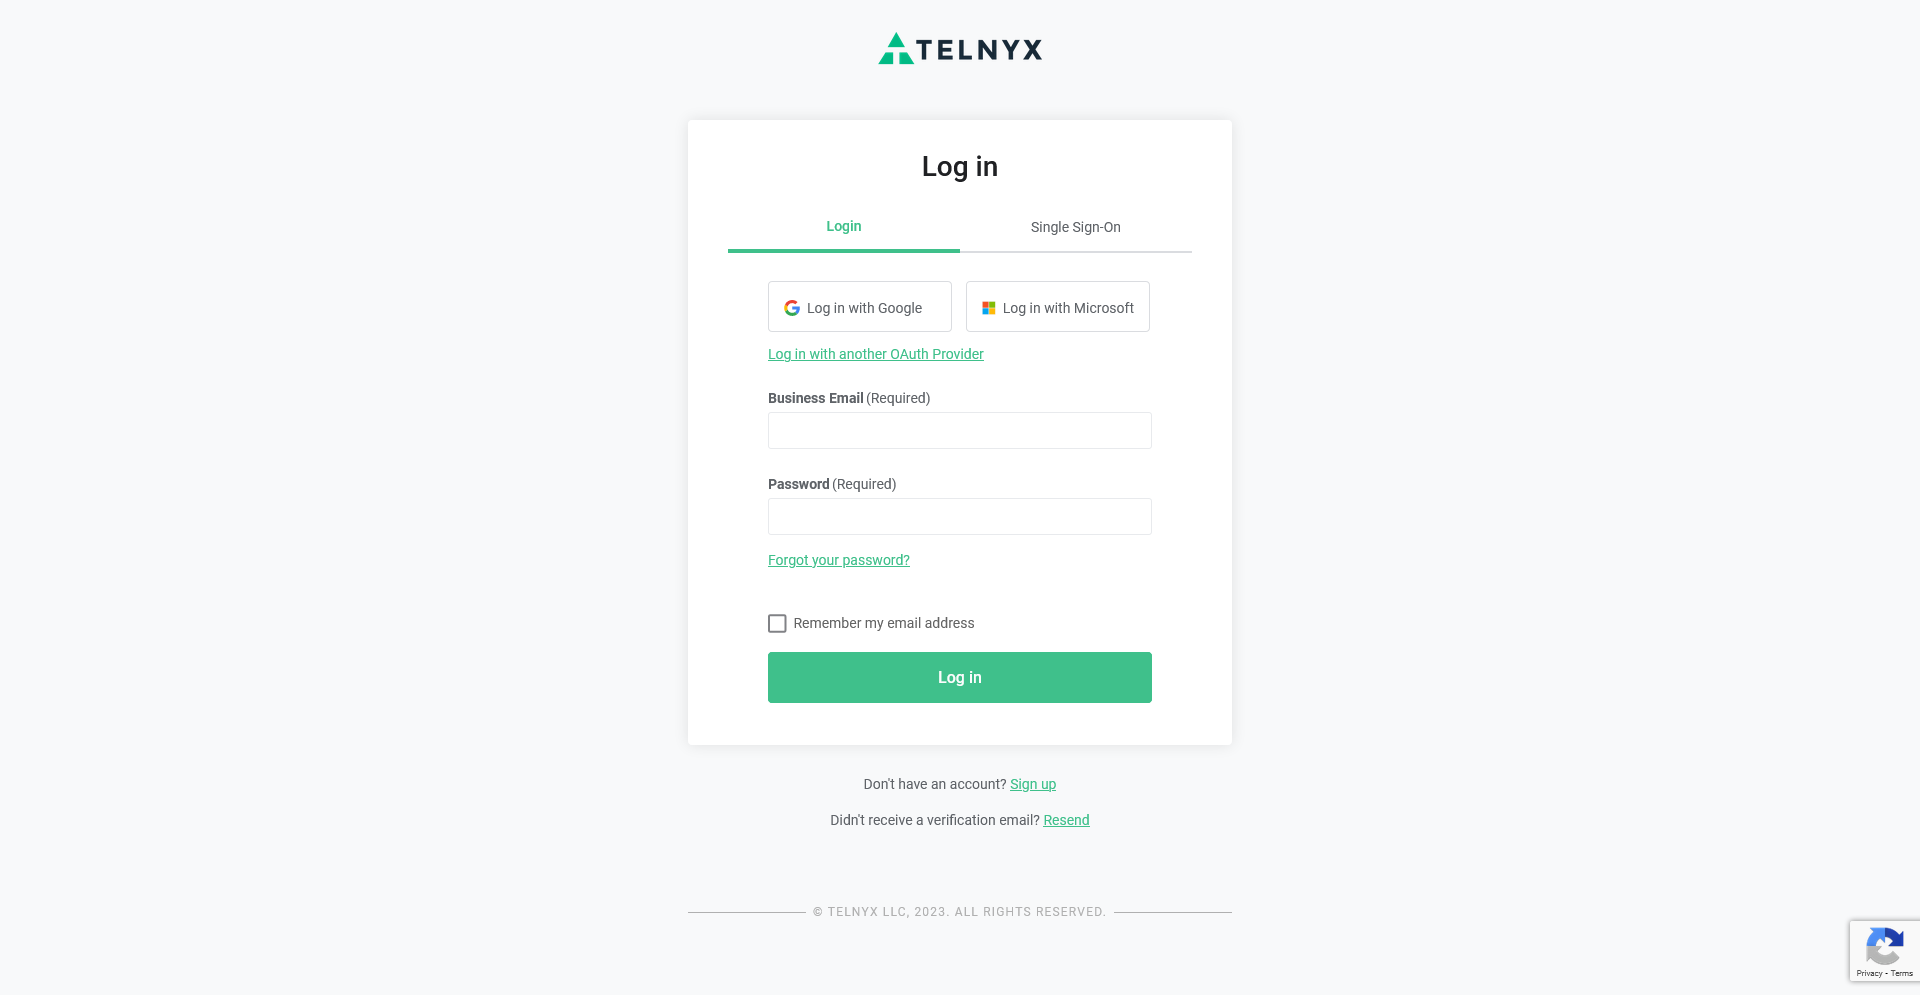 TELNYX
Log in
Login
Single Sign-On
Log in with Google
Log in with Microsoft
Log in with another OAuth Provider
Business Email (Required)
Password (Required)
Forgot your password?
Remember my email address
Log in
Don't have an account? Sign up
Didn't receive a verification email? Resend
© TELNYX LLC, 2023. ALL RIGHTS RESERVED.
Privacy - Terms